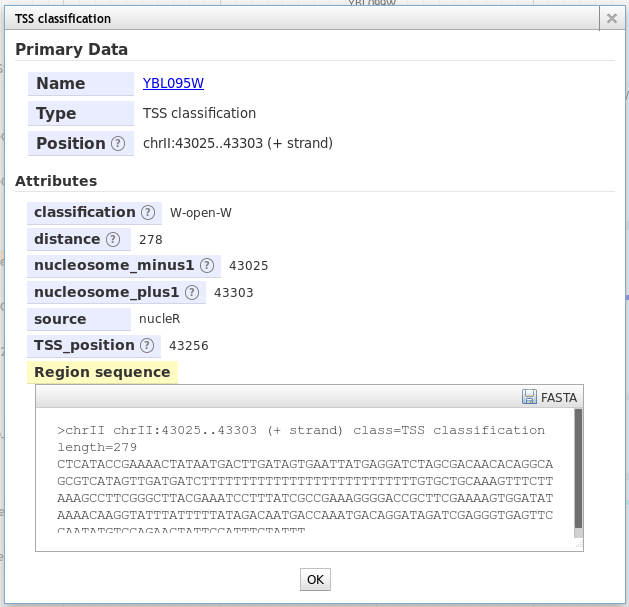 TSS classification
Primary Data
Name YBL095W
Type TSS classification
Position ? chrII:43025..43303 (+ strand)
Attributes
classification ? W-open-W
distance ? 278
nucleosome_minus1 ? 43025
nucleosome_plus1 ? 43303
source nucleR
TSS_position ? 43256
Region sequence
FASTA
>chrII chrII:43025..43303 (+ strand) class=TSS classification
length=279
CTCATACCGAAAACTATAATGACTTGATAGTGAATTATGAGGATCTAGCGACAACACAGGCA
GCGTCATAGTTGATGATCTTTTTTTTTTTTTTTTTTTTTTTTTTTGTGCTGCAAAGTTTCTT
AAAGCCTTCGGGCTTACGAAATCCTTTATCGCCGAAAGGGGACCGCTTCGAAAAGTGGATAT
AAAACAAGGTATTTATTTTTATAGACAATGACCAAATGACAGGATAGATCGAGGGTGAGTTC
CAATATGTCCAGAACTATTCCATTTCTATTT
OK